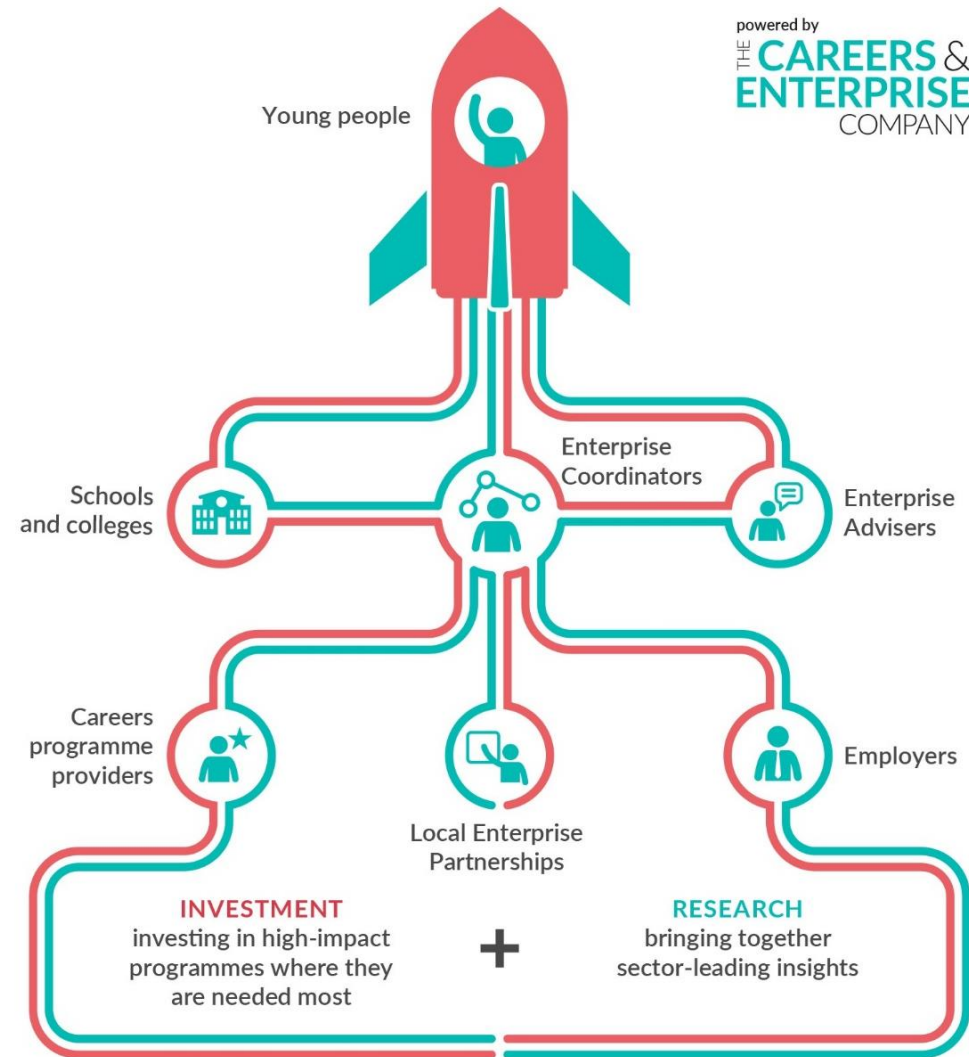 powered by
THE CAREERS &
ENTERPRISE
COMPANY
Young people
Enterprise
Coordinators
Schools
and colleges
Enterprise
Advisers
Careers
programme
providers
Employers
Local Enterprise
Partnerships
INVESTMENT
investing in high-impact
programmes where they
are needed most
+
RESEARCH
bringing together
sector-leading insights